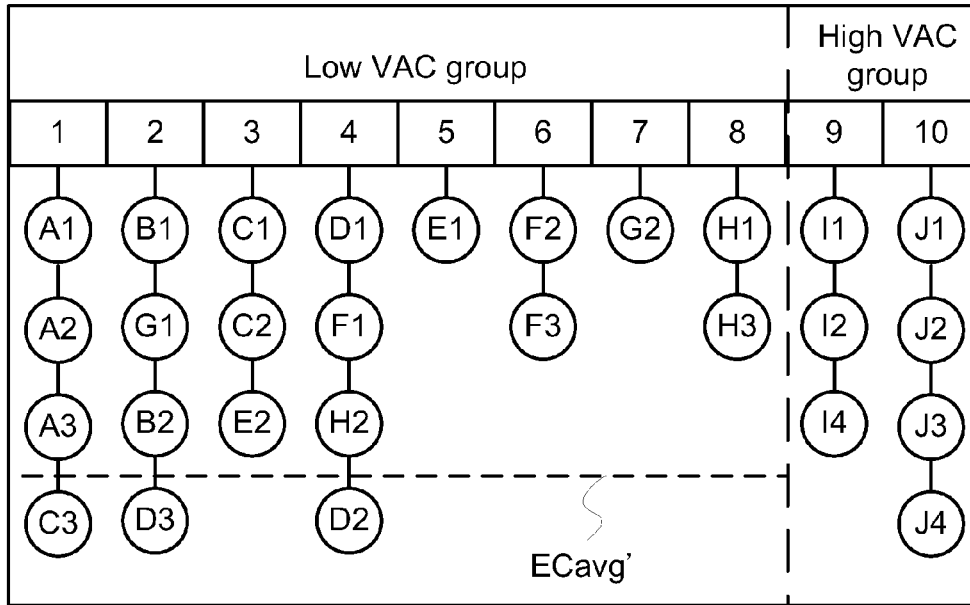 Low VAC group
High VAC
group
1 2 3 4 5 6 7 8 9 10
A1 B1 C1 D1 E1 F2 G2 H1 I1 J1
A2 G1 C2 F1 F3 H3 I2 J2
A3 B2 E2 H2 I4 J3
C3 D3 D2 J4
ECavg'